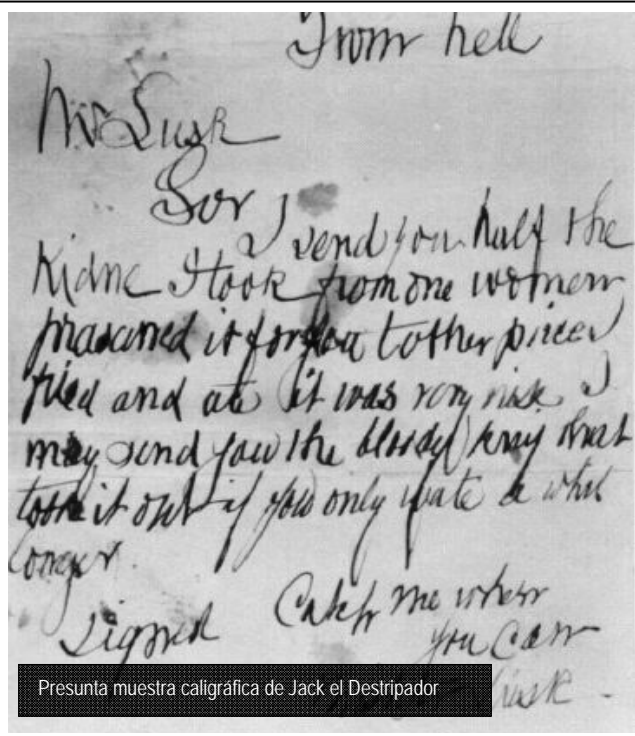 From hell
Mr Lusk
Sor
I send you half the
Kidne I took from one women
prasarved it for you tother piece I
fried and ate it was very nise I
may send you the bloody knif that
took it out if you only wate a whil
longer.
signed Catch me when
you Can
Presunta muestra caligráfica de Jack el Destripador
Lusk.